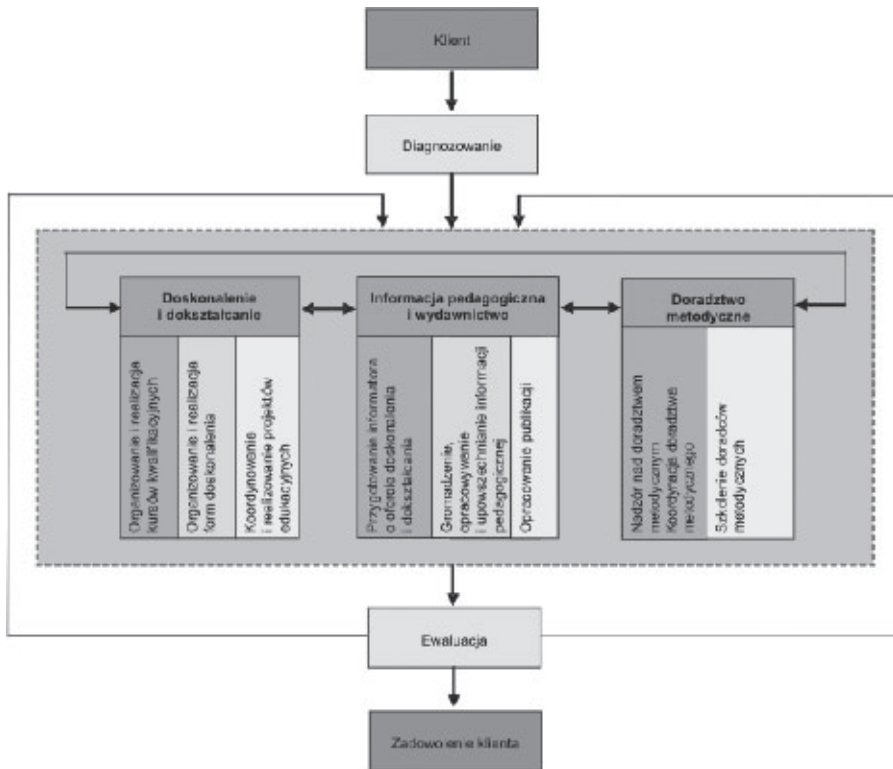 Klient
Diagnozowanie
Doskonalenie
i dokształcanie
Informacja pedagogiczna
i wydawnictwo
Doradztwo
metodyczne
Organizowanie i realizacja
kursów kwalifikacyjnych
Organizowanie i realizacja
form doskonalenia
Koordynowanie
i realizowanie projektów
edukacyjnych
Przygotowanie informatora
o ofercie doskonalenia
i dokształcania
Gromadzenie,
opracowywanie
i upowszechnianie informacji
pedagogicznej
Opracowanie publikacji
Nadzór nad doradztwem
metodycznym
Koordynacja doradztwa
metodycznego
Szkolenie doradców
metodycznych
Ewaluacja
Zadowolenie klienta